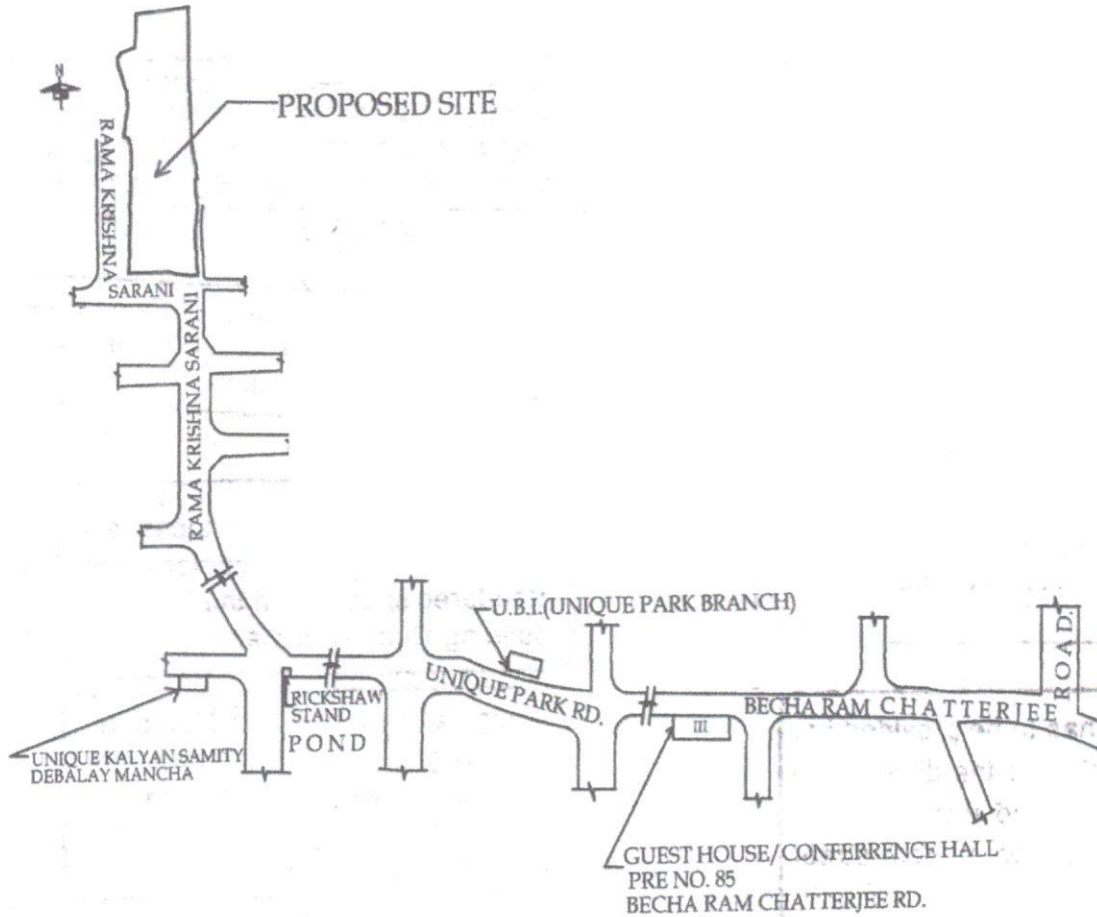 N
PROPOSED SITE
RAMA KRISHNA
SARANI
RAMA KRISHNA SARANI
U.B.I.(UNIQUE PARK BRANCH)
UNIQUE PARK RD.
RICKSHAW
STAND
POND
UNIQUE KALYAN SAMITY
DEBALAY MANCHA
BECHA RAM CHATTERJEE
ROAD.
III
GUEST HOUSE/CONFERRENCE HALL
PRE NO. 85
BECHA RAM CHATTERJEE RD.